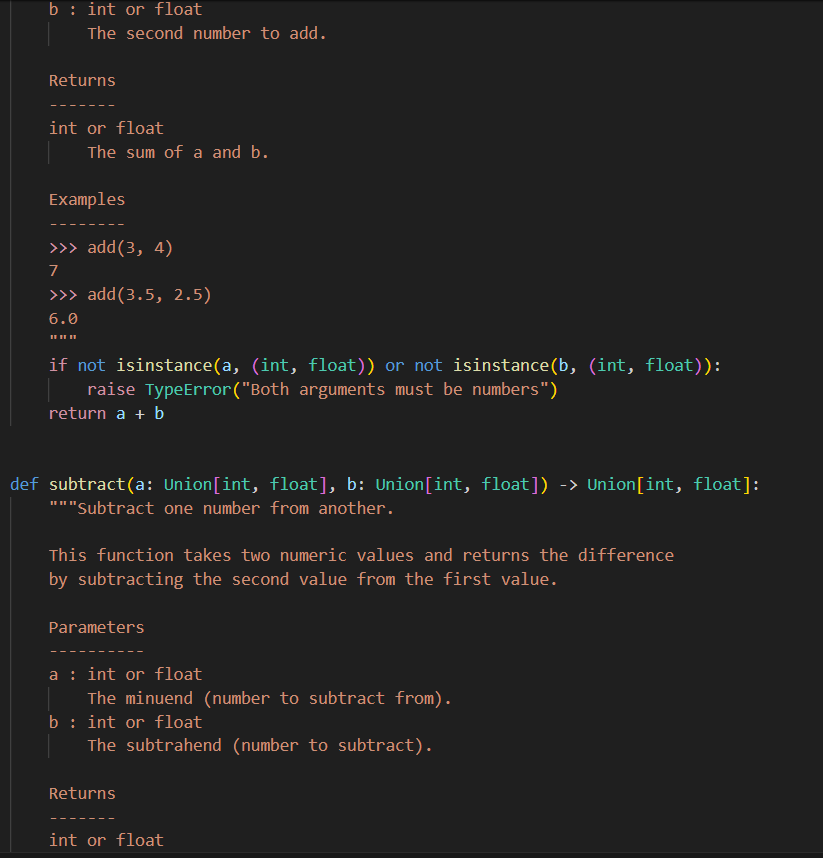 b : int or float
The second number to add.
Returns
-------
int or float
The sum of a and b.
Examples
--------
>>> add(3, 4)
7
>>> add(3.5, 2.5)
6.0
"""
if not isinstance(a, (int, float)) or not isinstance(b, (int, float)):
raise TypeError("Both arguments must be numbers")
return a + b
def subtract(a: Union[int, float], b: Union[int, float]) -> Union[int, float]:
"""Subtract one number from another.
This function takes two numeric values and returns the difference
by subtracting the second value from the first value.
Parameters
----------
a : int or float
The minuend (number to subtract from).
b : int or float
The subtrahend (number to subtract).
Returns
-------
int or float